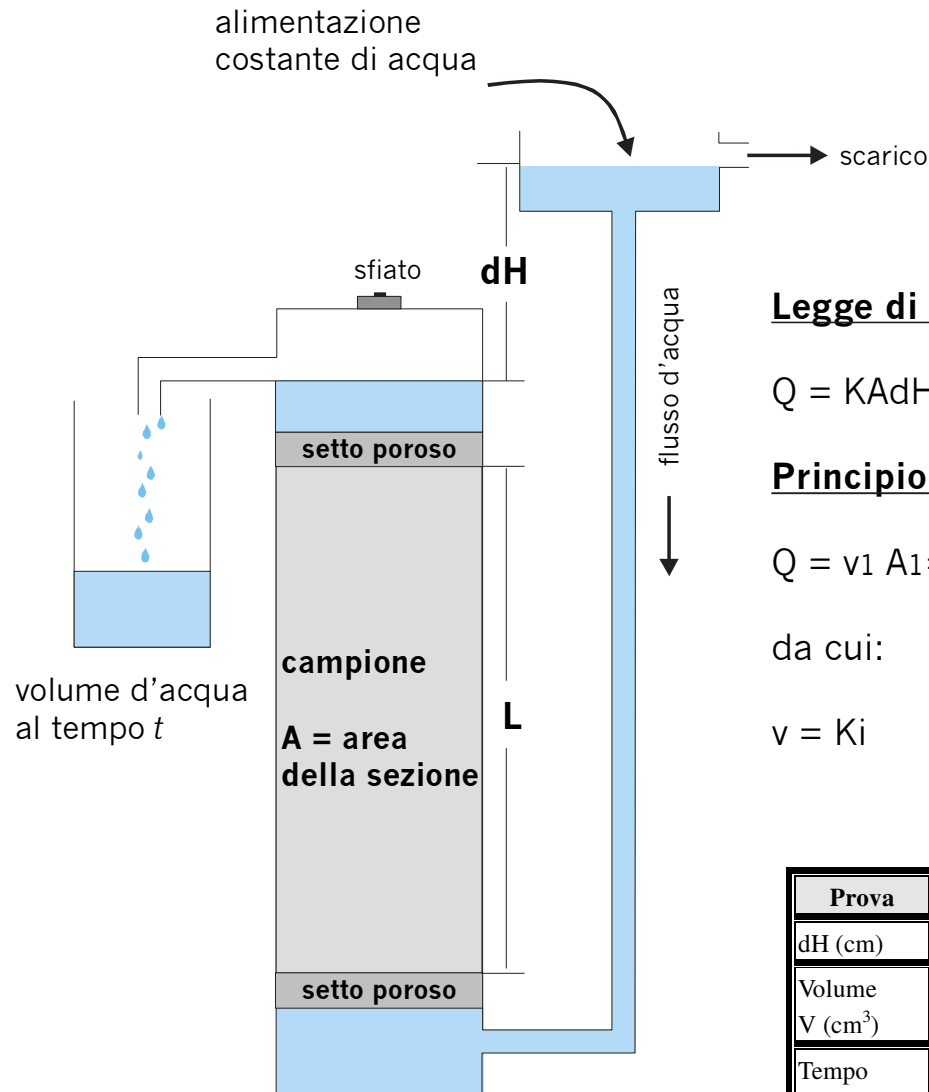 alimentazione
costante di acqua
scarico
sfiato
dH
flusso d'acqua
setto poroso
campione
A = area
della sezione
L
setto poroso
volume d'acqua
al tempo t
Legge di
Q = KAdH
Principio
Q = v1 A1=
da cui:
v = Ki
Prova
dH (cm)
Volume
V (cm³)
Tempo